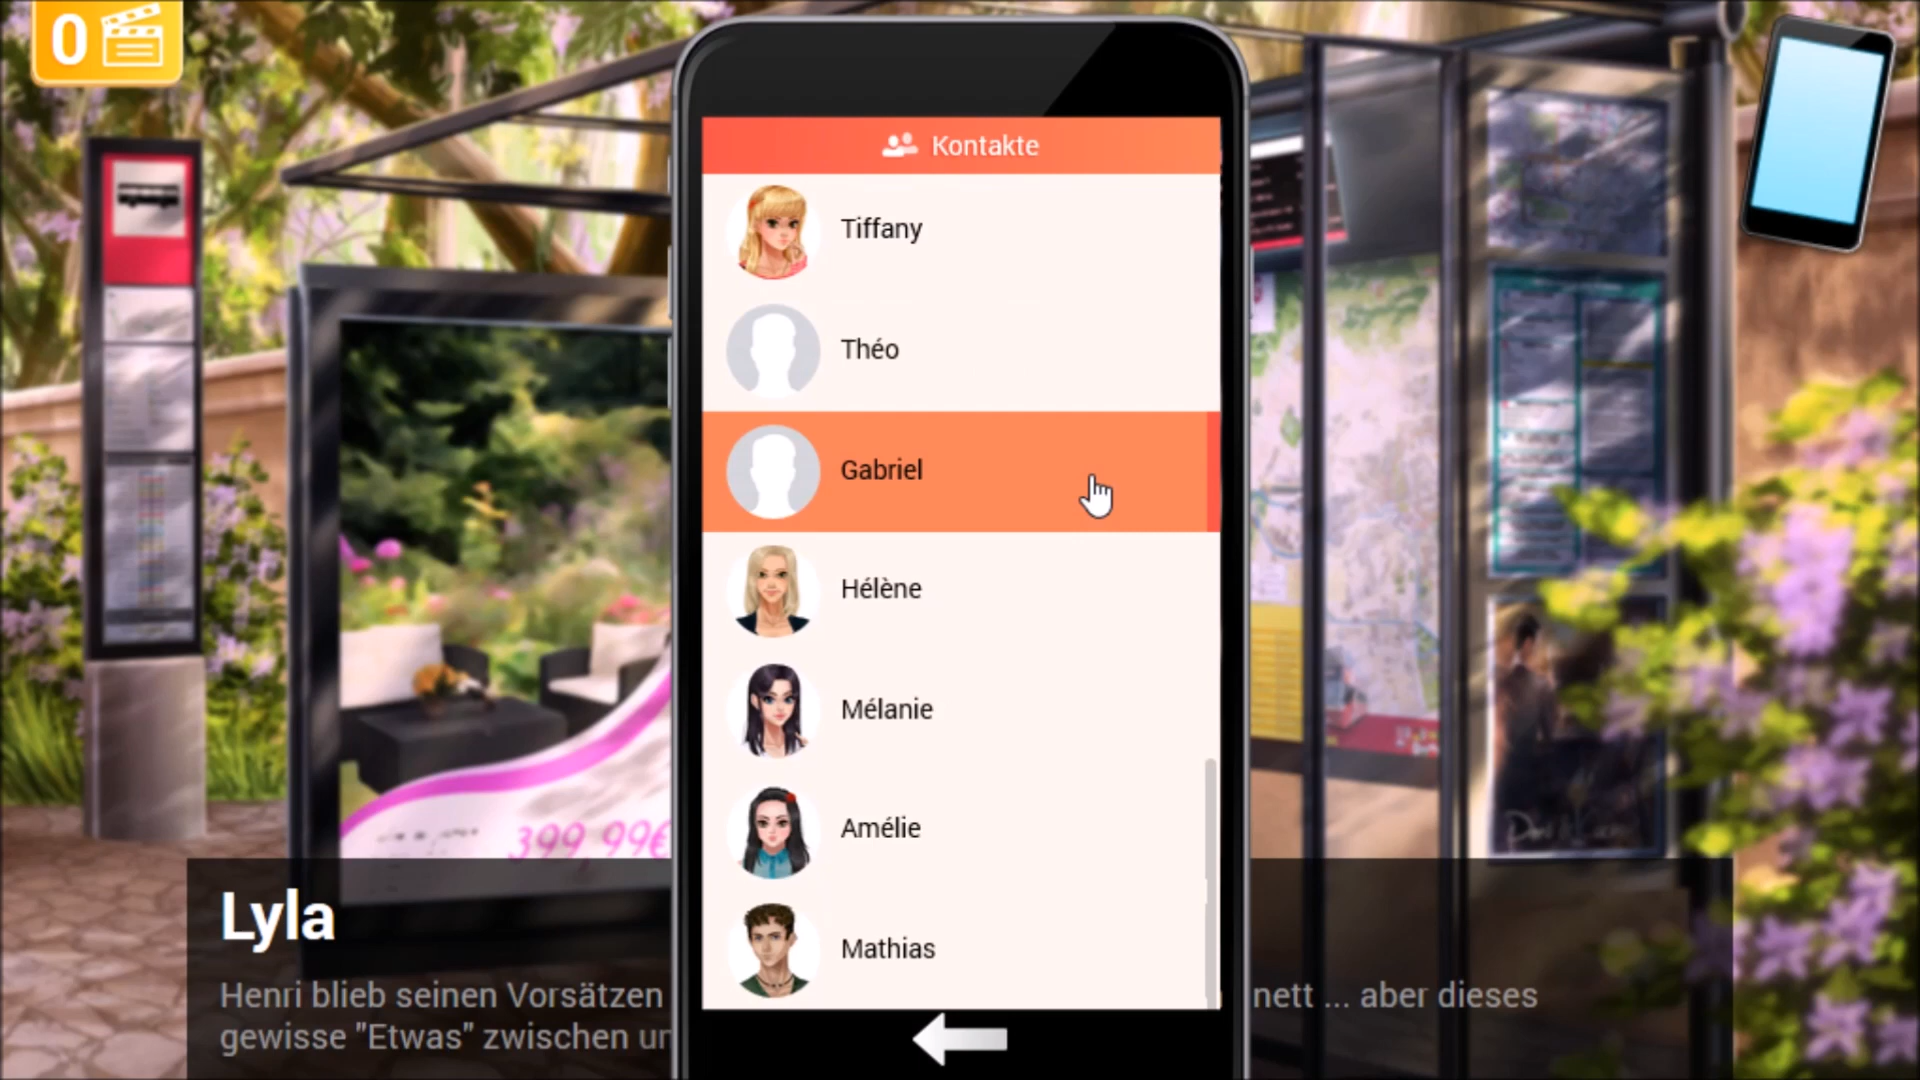 0
Kontakte
Tiffany
Théo
Gabriel
Hélène
Mélanie
Amélie
Mathias
399,99€
Lyla
Henri blieb seinen Vorsätzen nett ... aber dieses
gewisse "Etwas" zwischen